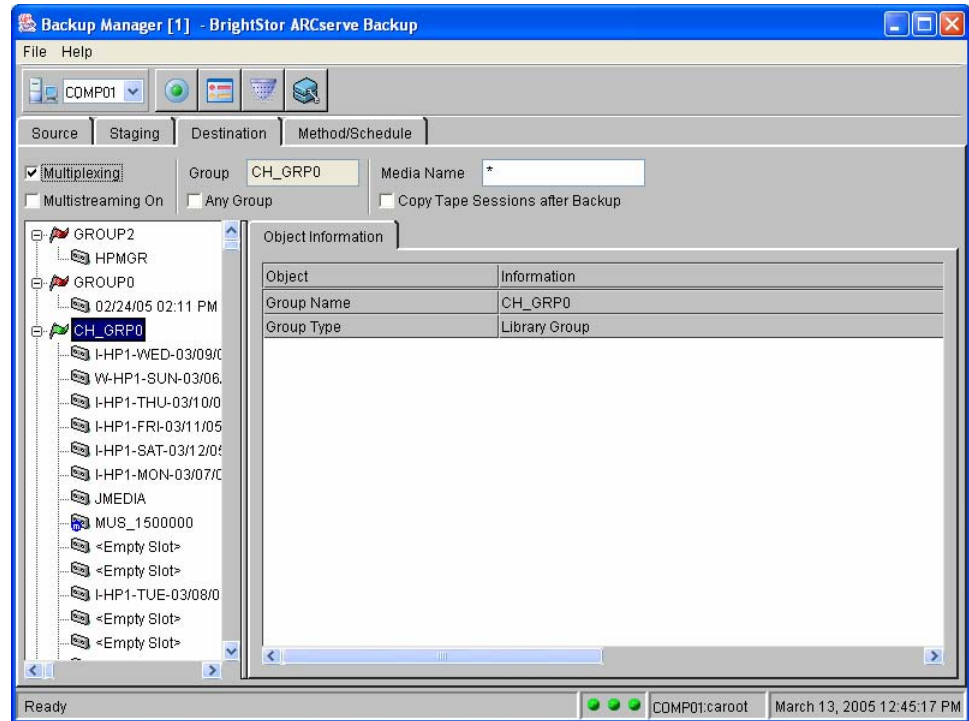 Backup Manager [1] - BrightStor ARCserve Backup
File Help
COMP01
Source Staging Destination Method/Schedule
Multiplexing Group CH_GRP0 Media Name *
Multistreaming On Any Group Copy Tape Sessions after Backup
GROUP2
HPMGR
GROUP0
02/24/05 02:11 PM
CH_GRP0
I-HP1-WED-03/09/0
W-HP1-SUN-03/06
I-HP1-THU-03/10/0
I-HP1-FRI-03/11/05
I-HP1-SAT-03/12/05
I-HP1-MON-03/07/0
JMEDIA
MUS_1500000
<Empty Slot>
<Empty Slot>
I-HP1-TUE-03/08/0
<Empty Slot>
<Empty Slot>
Object Information
Object Information
Group Name CH_GRP0
Group Type Library Group
Ready COMP01:caroot March 13, 2005 12:45:17 PM